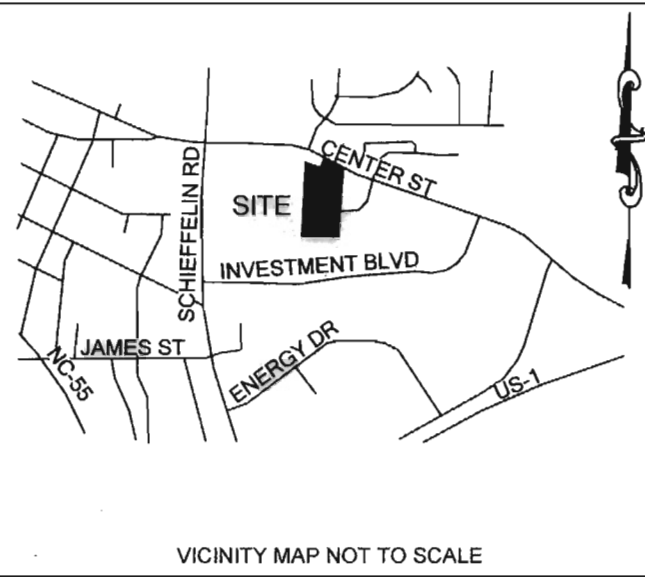 CENTER ST
SCHIEFFELIN RD
SITE
INVESTMENT BLVD
JAMES ST
ENERGY DR
NC-55
US-1
VICINITY MAP NOT TO SCALE